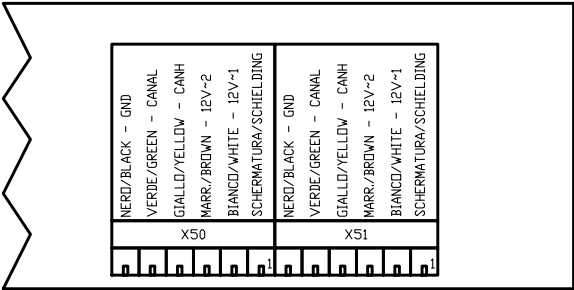 NERO/BLACK - GND
VERDE/GREEN - CANAL
GIALLO/YELLOW - CANH
MARR./BROWN - 12V~2
BIANCO/WHITE - 12V~1
SCHERMATURA/SCHIELDING
NERO/BLACK - GND
VERDE/GREEN - CANAL
GIALLO/YELLOW - CANH
MARR./BROWN - 12V~2
BIANCO/WHITE - 12V~1
SCHERMATURA/SCHIELDING
X50
X51
1
1